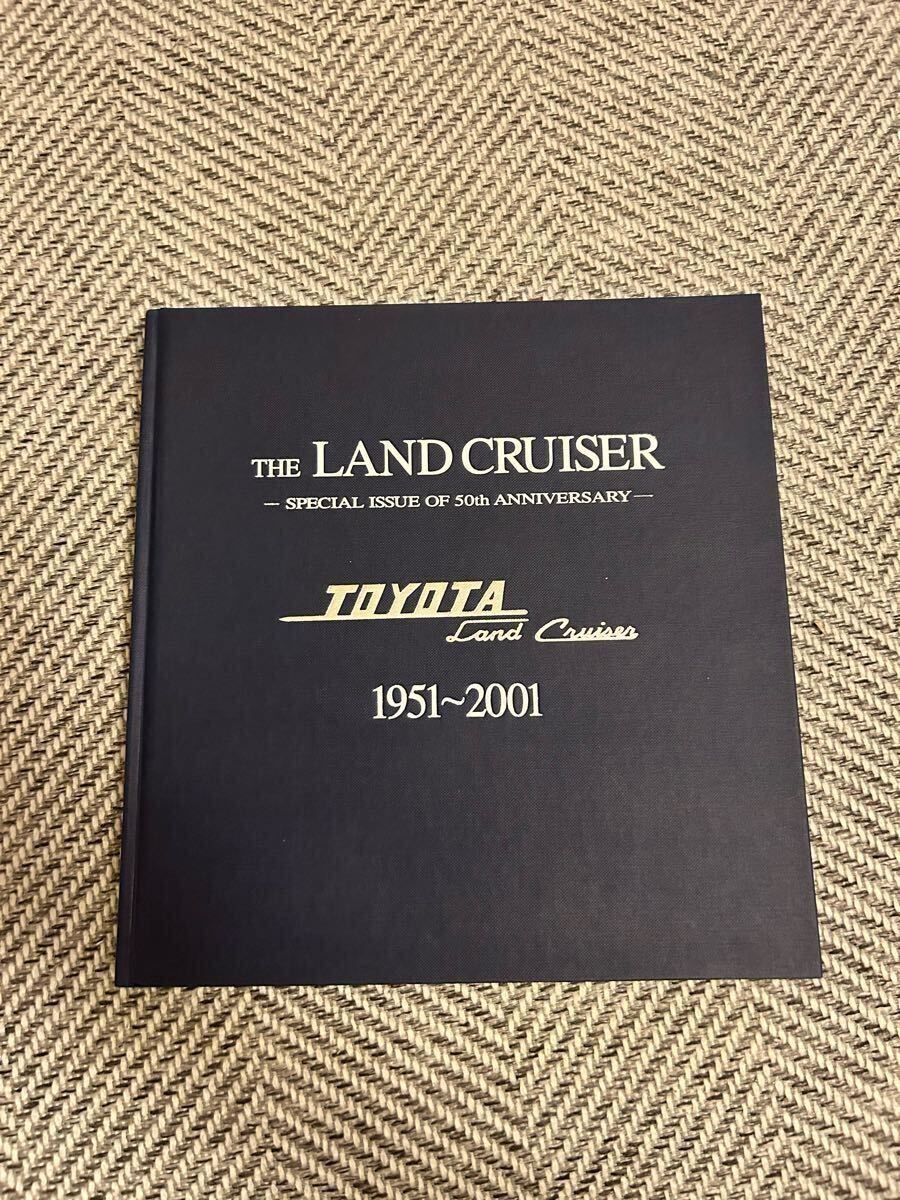 THE LAND CRUISER
— SPECIAL ISSUE OF 50th ANNIVERSARY —
TOYOTA
Land Cruiser
1951~2001